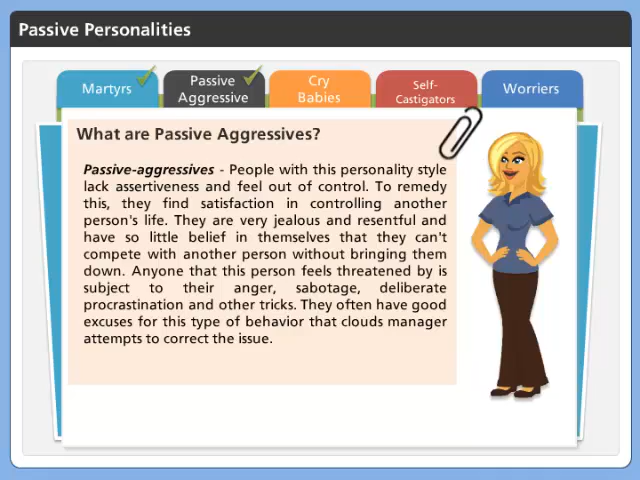 Passive Personalities
Martyrs
Passive
Aggressive
Cry
Babies
Self-
Castigators
Worriers
What are Passive Aggressives?
Passive-aggressives - People with this personality style
lack assertiveness and feel out of control. To remedy
this, they find satisfaction in controlling another
person's life. They are very jealous and resentful and
have so little belief in themselves that they can't
compete with another person without bringing them
down. Anyone that this person feels threatened by is
subject to their anger, sabotage, deliberate
procrastination and other tricks. They often have good
excuses for this type of behavior that clouds manager
attempts to correct the issue.